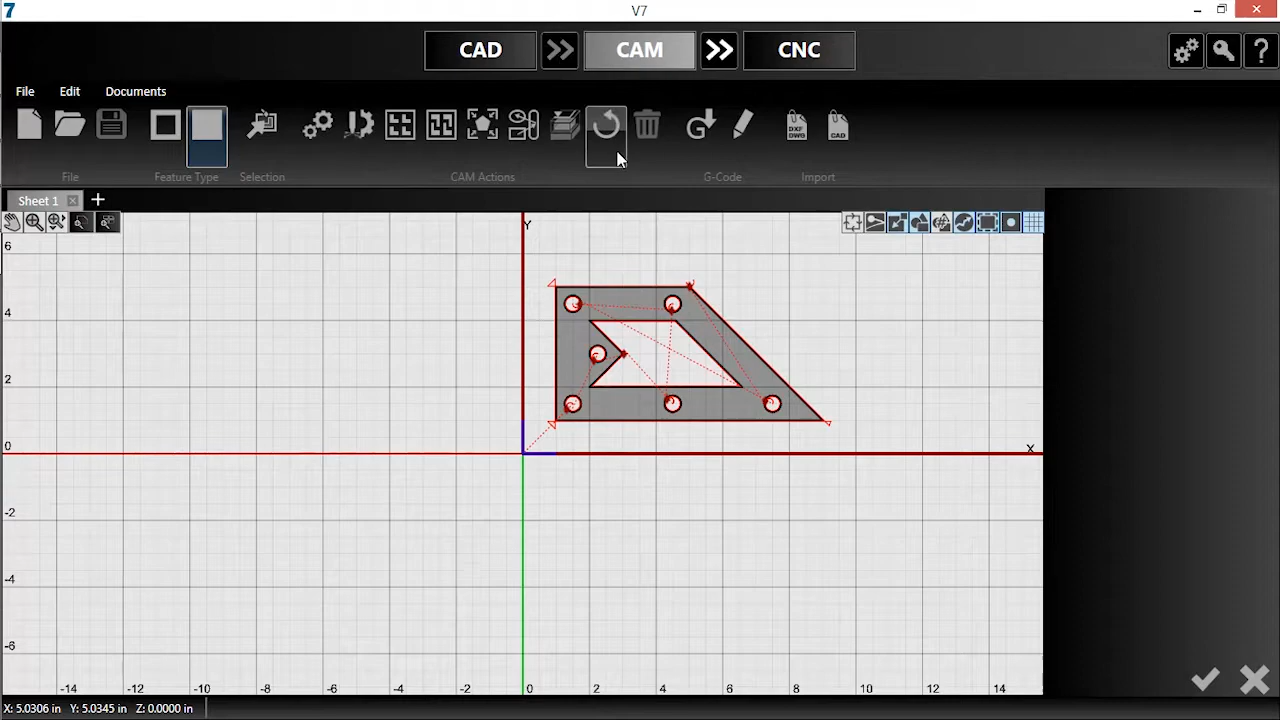 7 V7
CAD CAM CNC
File Edit Documents
DXF DWG CAD
File Feature Type Selection CAM Actions G-Code Import
Sheet 1
Y
6
4
2
0 X
-2
-4
-6
-14 -12 -10 -8 -6 -4 -2 0 2 4 6 8 10 12 14
X: 5.0306 in Y: 5.0345 in Z: 0.0000 in